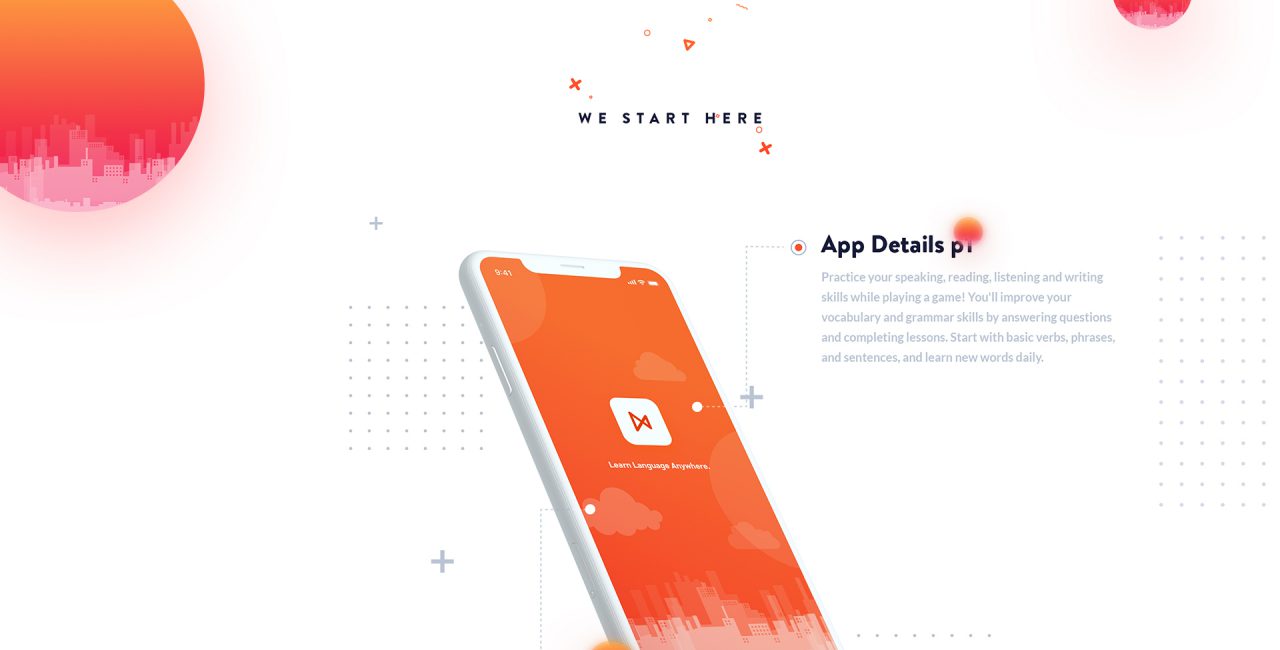 WE START HERE
App Details p1
Practice your speaking, reading, listening and writing
skills while playing a game! You'll improve your
vocabulary and grammar skills by answering questions
and completing lessons. Start with basic verbs, phrases,
and sentences, and learn new words daily.
9:41
Learn Language Anywhere.